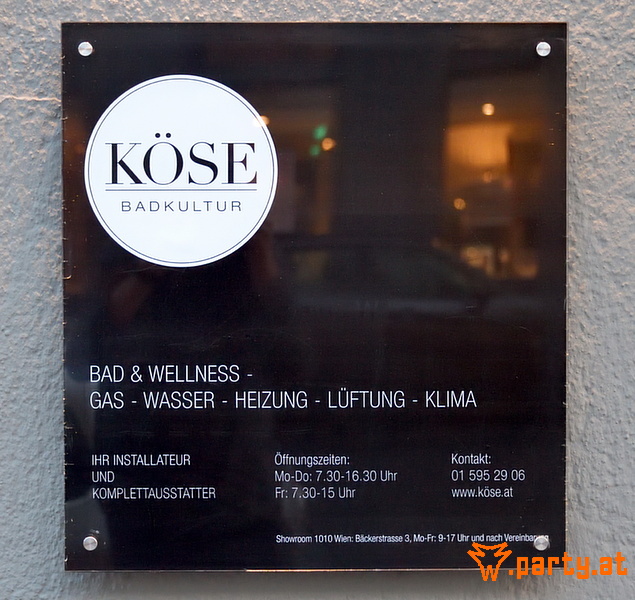 KÖSE
BADKULTUR
BAD & WELLNESS -
GAS - WASSER - HEIZUNG - LÜFTUNG - KLIMA
IHR INSTALLATEUR
UND
KOMPLETTAUSSTATTER
Öffnungszeiten:
Mo-Do: 7.30-16.30 Uhr
Fr: 7.30-15 Uhr
Kontakt:
01 595 29 06
www.köse.at
Showroom 1010 Wien: Bäckerstrasse 3, Mo-Fr: 9-17 Uhr und nach Vereinbarung
.party.at